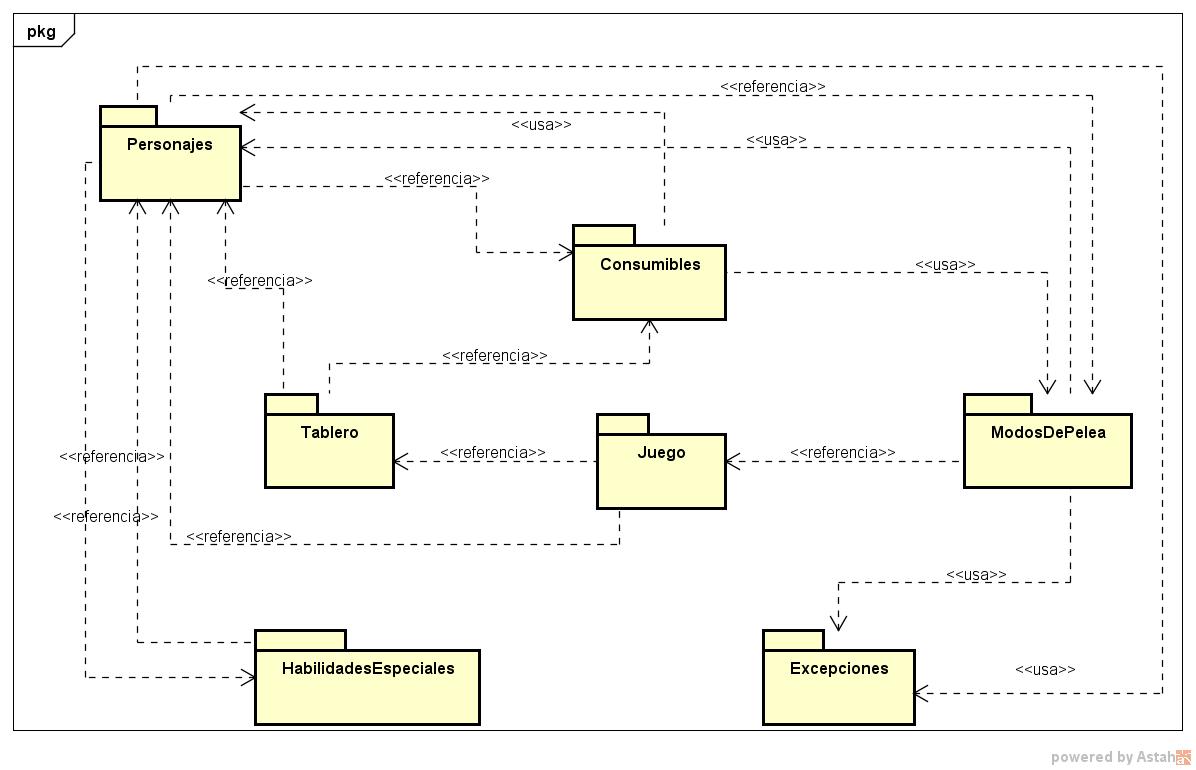 pkg
<<referencia>>
<<usa>>
<<usa>>
Personajes
<<referencia>>
Consumibles
<<usa>>
<<referencia>>
<<referencia>>
Tablero
ModosDePelea
Juego
<<referencia>>
<<referencia>>
<<referencia>>
<<referencia>>
<<referencia>>
<<usa>>
HabilidadesEspeciales
Excepciones
<<usa>>
powered by Astah